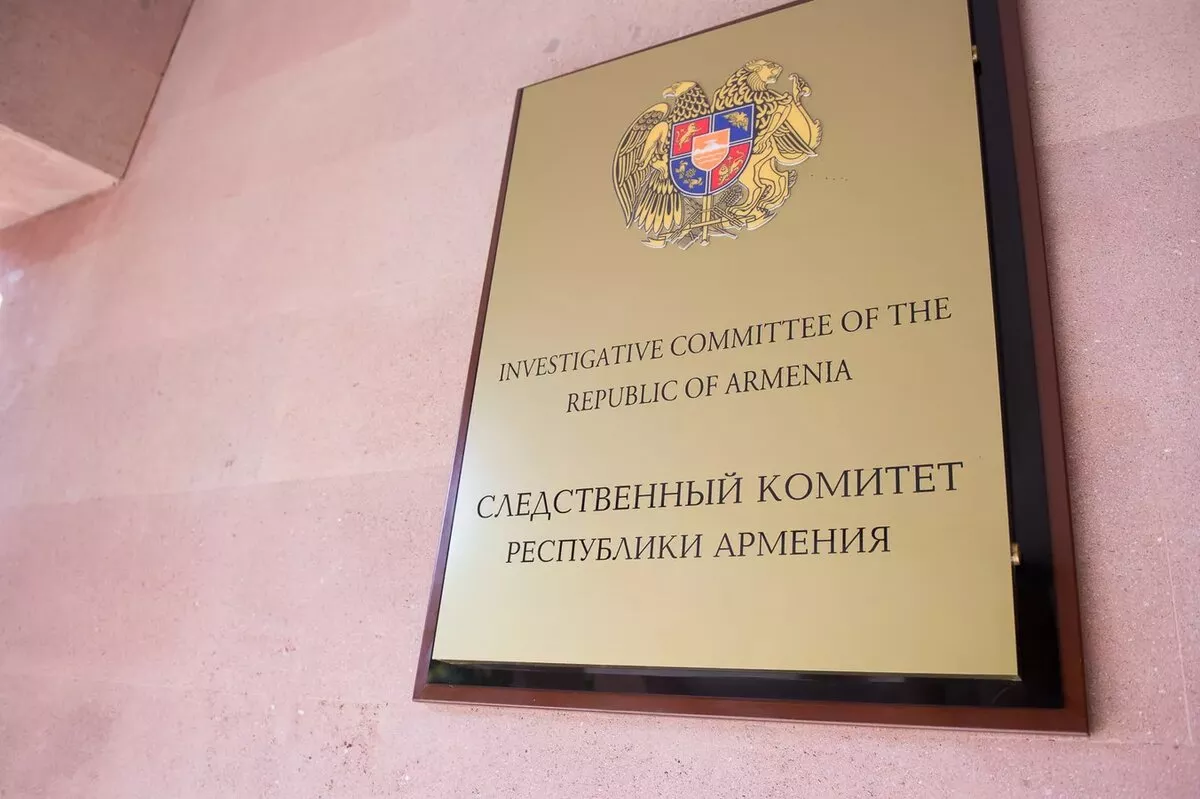 INVESTIGATIVE COMMITTEE OF THE
REPUBLIC OF ARMENIA
СЛЕДСТВЕННЫЙ КОМИТЕТ
РЕСПУБЛИКИ АРМЕНИЯ